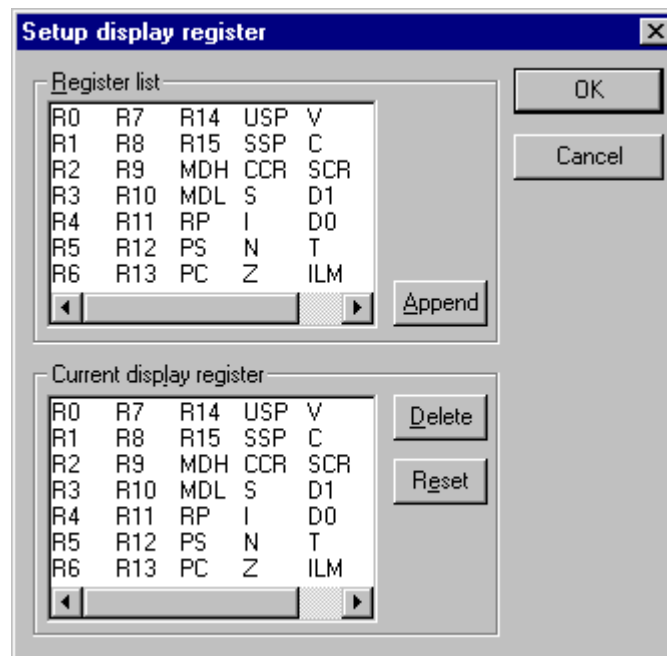 Setup display register
Register list
OK
R0 R7 R14 USP V
R1 R8 R15 SSP C
Cancel
R2 R9 MDH CCR SCR
R3 R10 MDL S D1
R4 R11 RP I D0
R5 R12 PS N T
R6 R13 PC Z ILM
Append
Current display register
R0 R7 R14 USP V
Delete
R1 R8 R15 SSP C
R2 R9 MDH CCR SCR
Reset
R3 R10 MDL S D1
R4 R11 RP I D0
R5 R12 PS N T
R6 R13 PC Z ILM